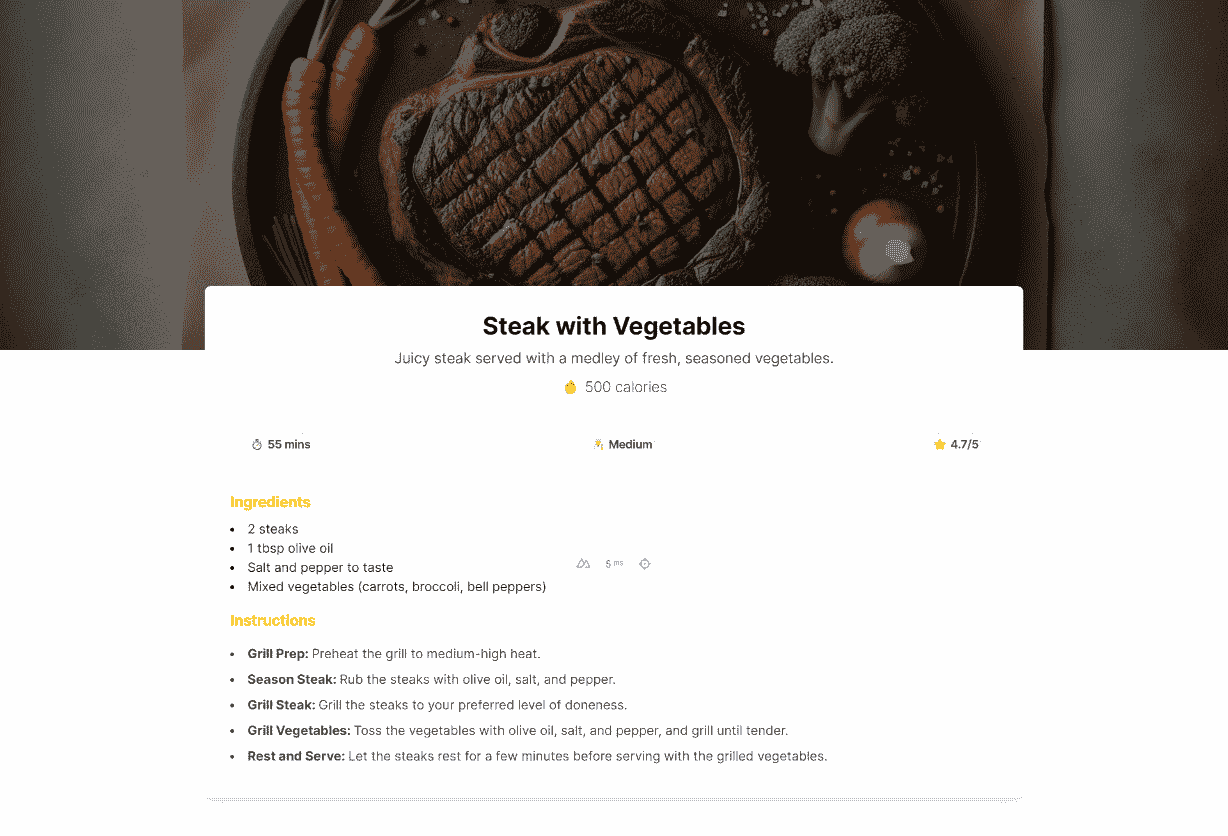 Steak with Vegetables
Juicy steak served with a medley of fresh, seasoned vegetables.
500 calories
55 mins
Medium
4.7/5
Ingredients
• 2 steaks
• 1 tbsp olive oil
• Salt and pepper to taste
• Mixed vegetables (carrots, broccoli, bell peppers)
5 ms
Instructions
• Grill Prep: Preheat the grill to medium-high heat.
• Season Steak: Rub the steaks with olive oil, salt, and pepper.
• Grill Steak: Grill the steaks to your preferred level of doneness.
• Grill Vegetables: Toss the vegetables with olive oil, salt, and pepper, and grill until tender.
• Rest and Serve: Let the steaks rest for a few minutes before serving with the grilled vegetables.